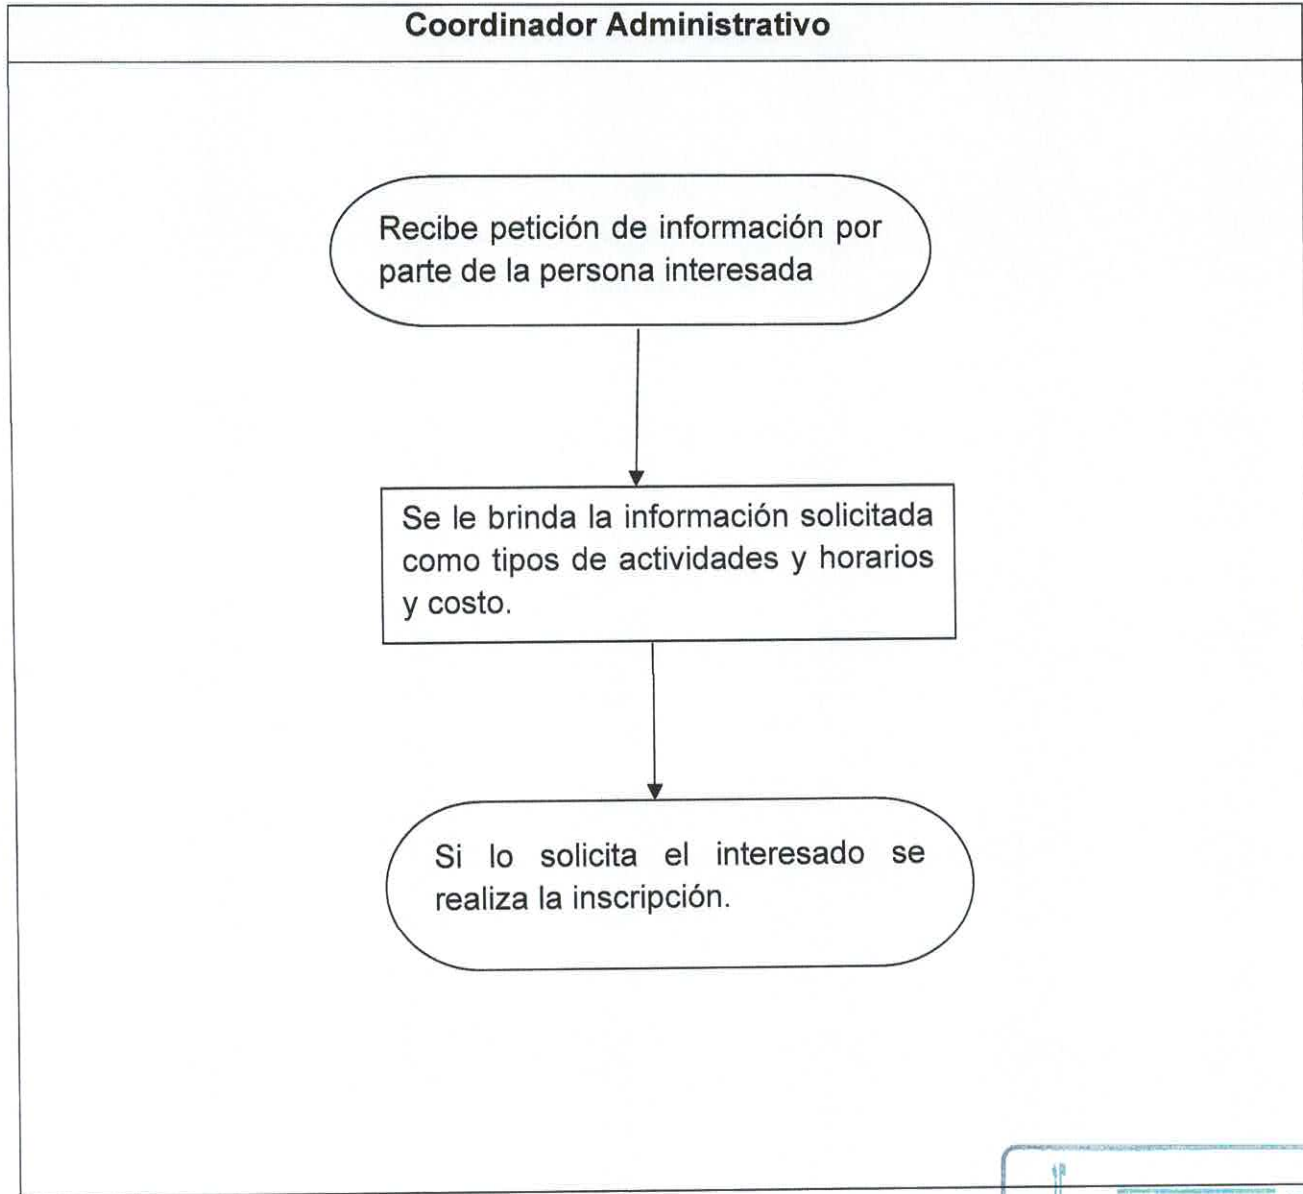 Coordinador Administrativo
Recibe petición de información por
parte de la persona interesada
Se le brinda la información solicitada
como tipos de actividades y horarios
y costo.
Si lo solicita el interesado se
realiza la inscripción.